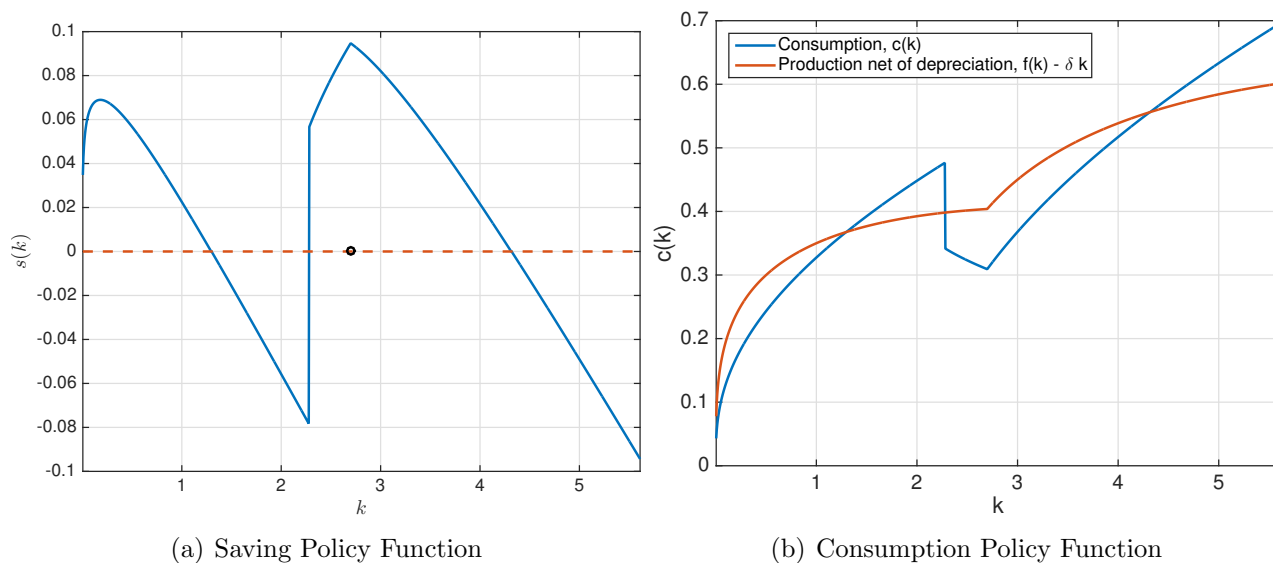 0.1
0.08
0.06
0.04
0.02
0
-0.02
-0.04
-0.06
-0.08
-0.1
s(k)
1 2 3 4 5
k
(a) Saving Policy Function
0.7
0.6
0.5
0.4
0.3
0.2
0.1
0
c(k)
Consumption, c(k)
Production net of depreciation, f(k) - δ k
1 2 3 4 5
k
(b) Consumption Policy Function